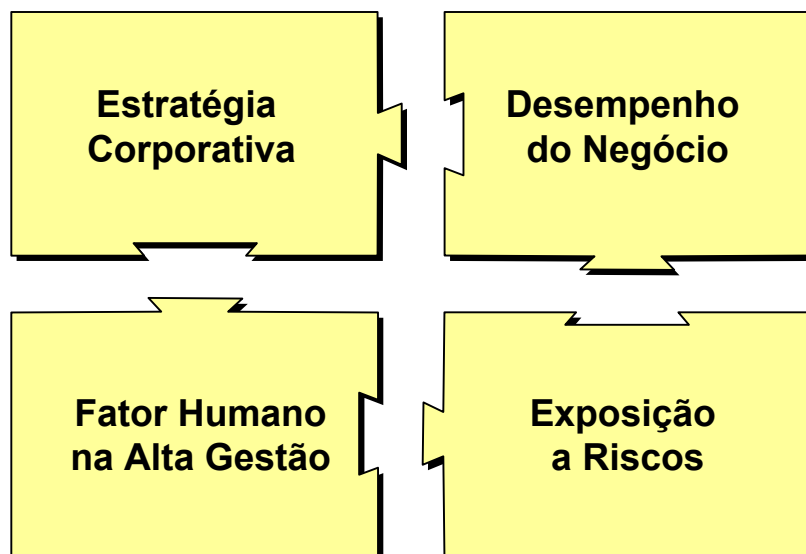 Estratégia
Corporativa
Desempenho
do Negócio
Fator Humano
na Alta Gestão
Exposição
a Riscos